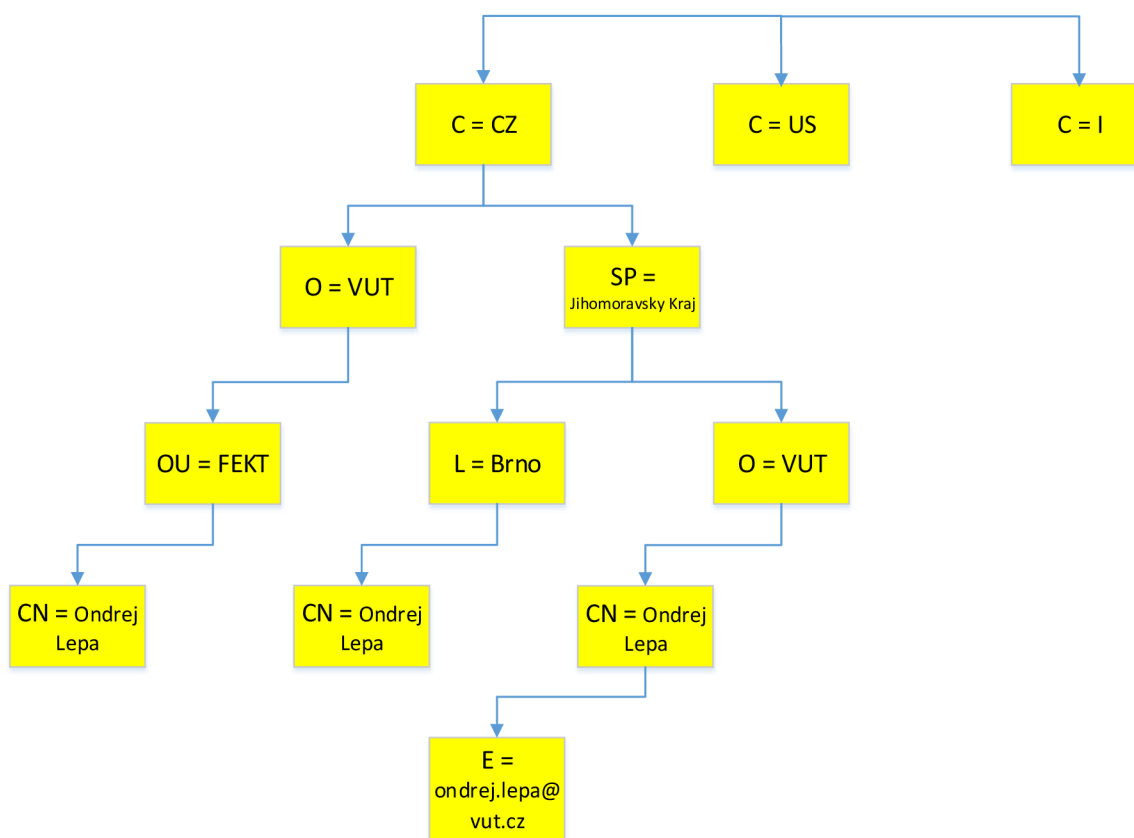 C = CZ
C = US
C = I
O = VUT
SP =
Jihomoravsky Kraj
OU = FEKT
L = Brno
O = VUT
CN = Ondrej
Lepa
CN = Ondrej
Lepa
CN = Ondrej
Lepa
E =
ondrej.lepa@
vut.cz